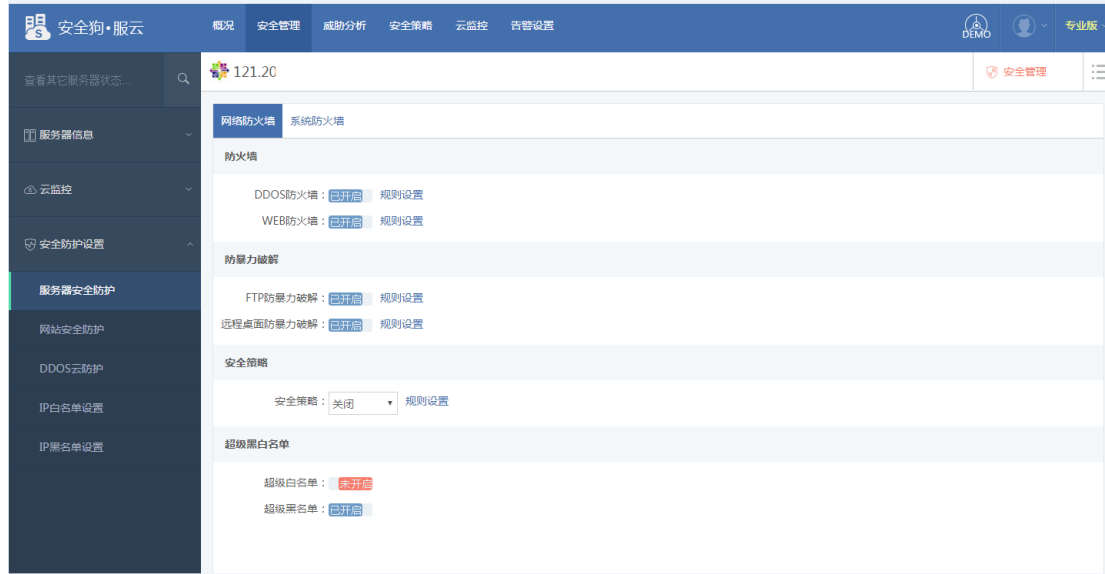 安全狗·服云
概况 安全管理 威胁分析 安全策略 云监控 告警设置
DEMO
专业版
查看其它服务器状态...
121.20
安全管理
服务器信息
云监控
安全防护设置
服务器安全防护
网站安全防护
DDOS云防护
IP白名单设置
IP黑名单设置
网络防火墙 系统防火墙
防火墙
DDOS防火墙：已开启 规则设置
WEB防火墙：已开启 规则设置
防暴力破解
FTP防暴力破解：已开启 规则设置
远程桌面防暴力破解：已开启 规则设置
安全策略
安全策略：关闭 规则设置
超级黑白名单
超级白名单：未开启
超级黑名单：已开启